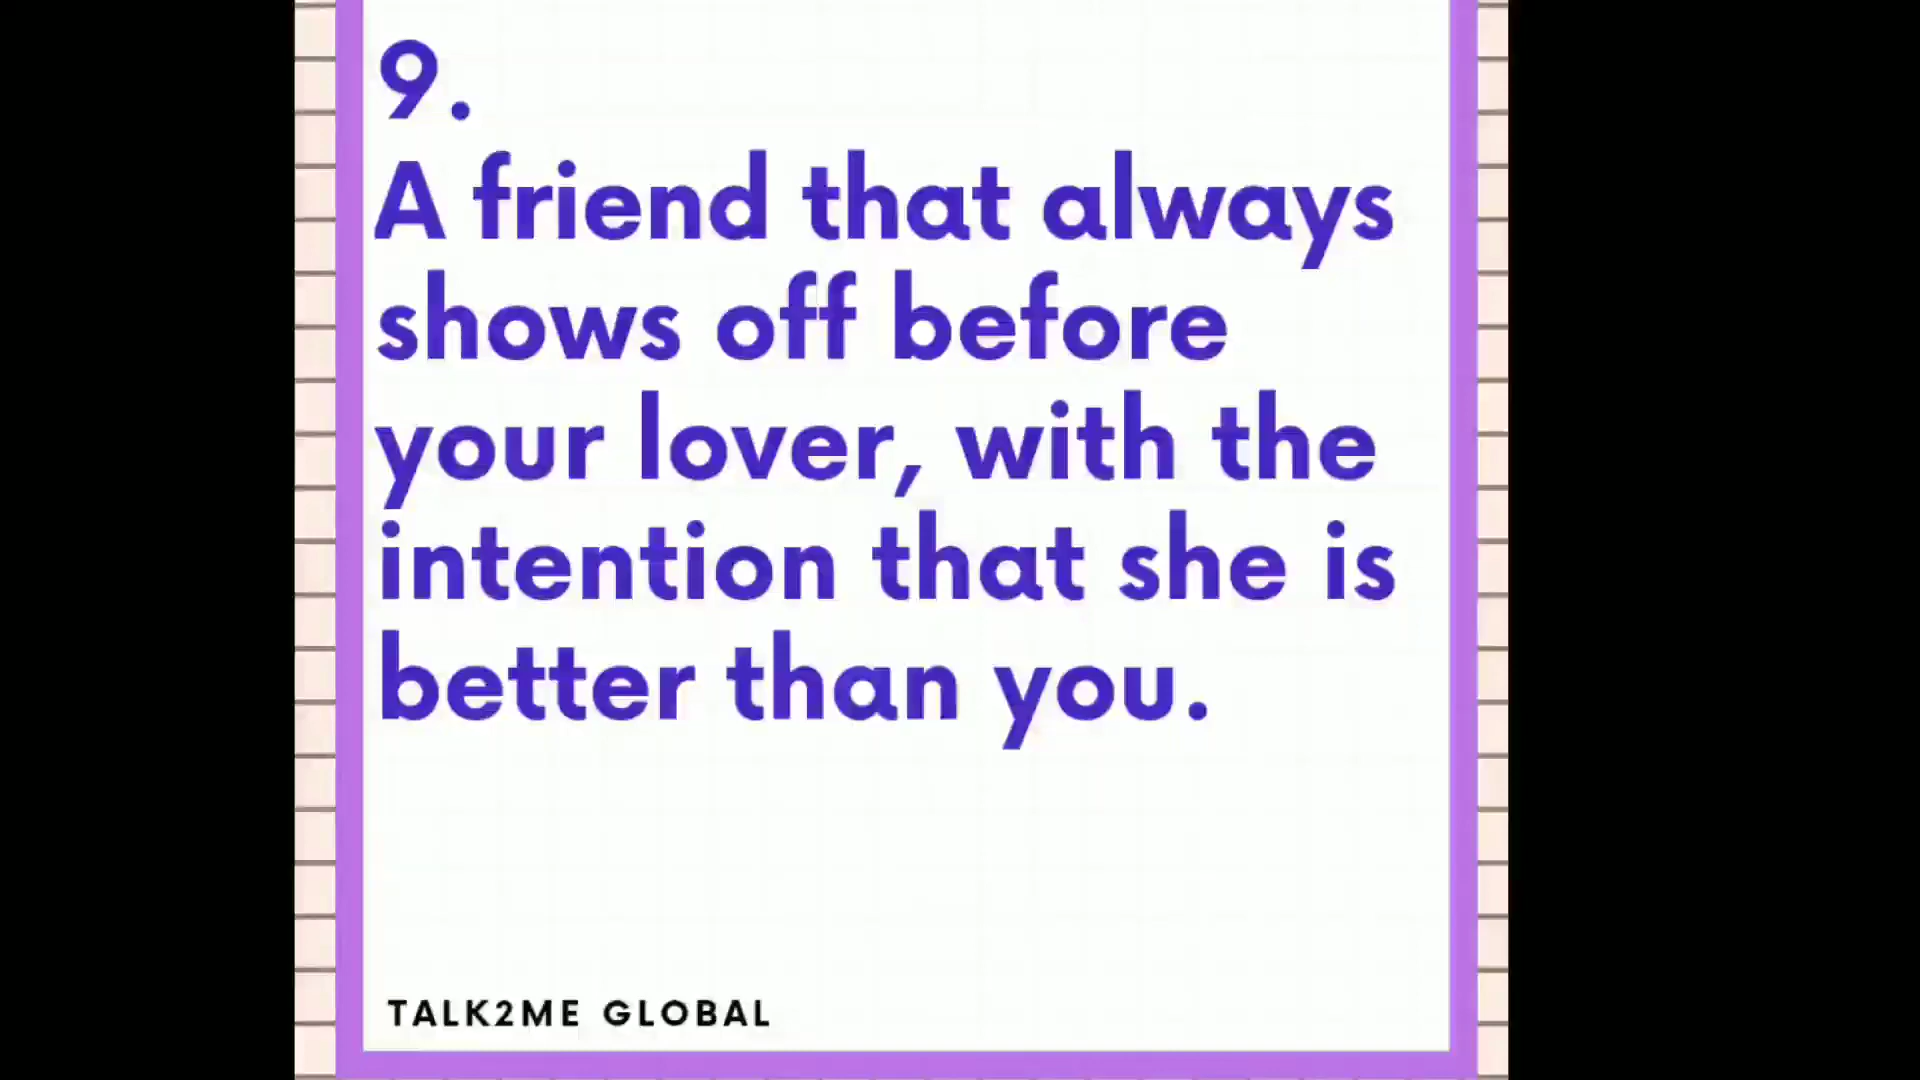 9.
A friend that always
shows off before
your lover, with the
intention that she is
better than you.
TALK2ME GLOBAL